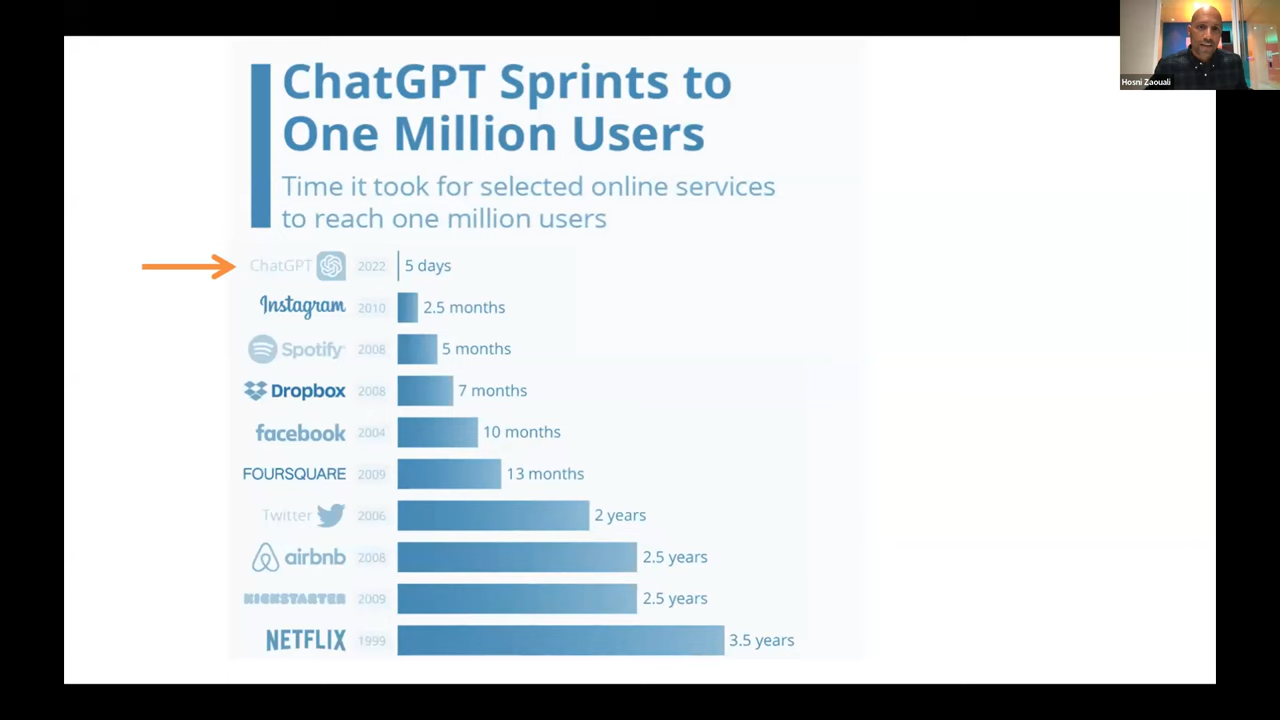 Hosni Zaouali
ChatGPT Sprints to
One Million Users
Time it took for selected online services
to reach one million users
ChatGPT 2022 5 days
Instagram 2010 2.5 months
Spotify 2008 5 months
Dropbox 2008 7 months
facebook 2004 10 months
FOURSQUARE 2009 13 months
Twitter 2006 2 years
airbnb 2008 2.5 years
KICKSTARTER 2009 2.5 years
NETFLIX 1999 3.5 years